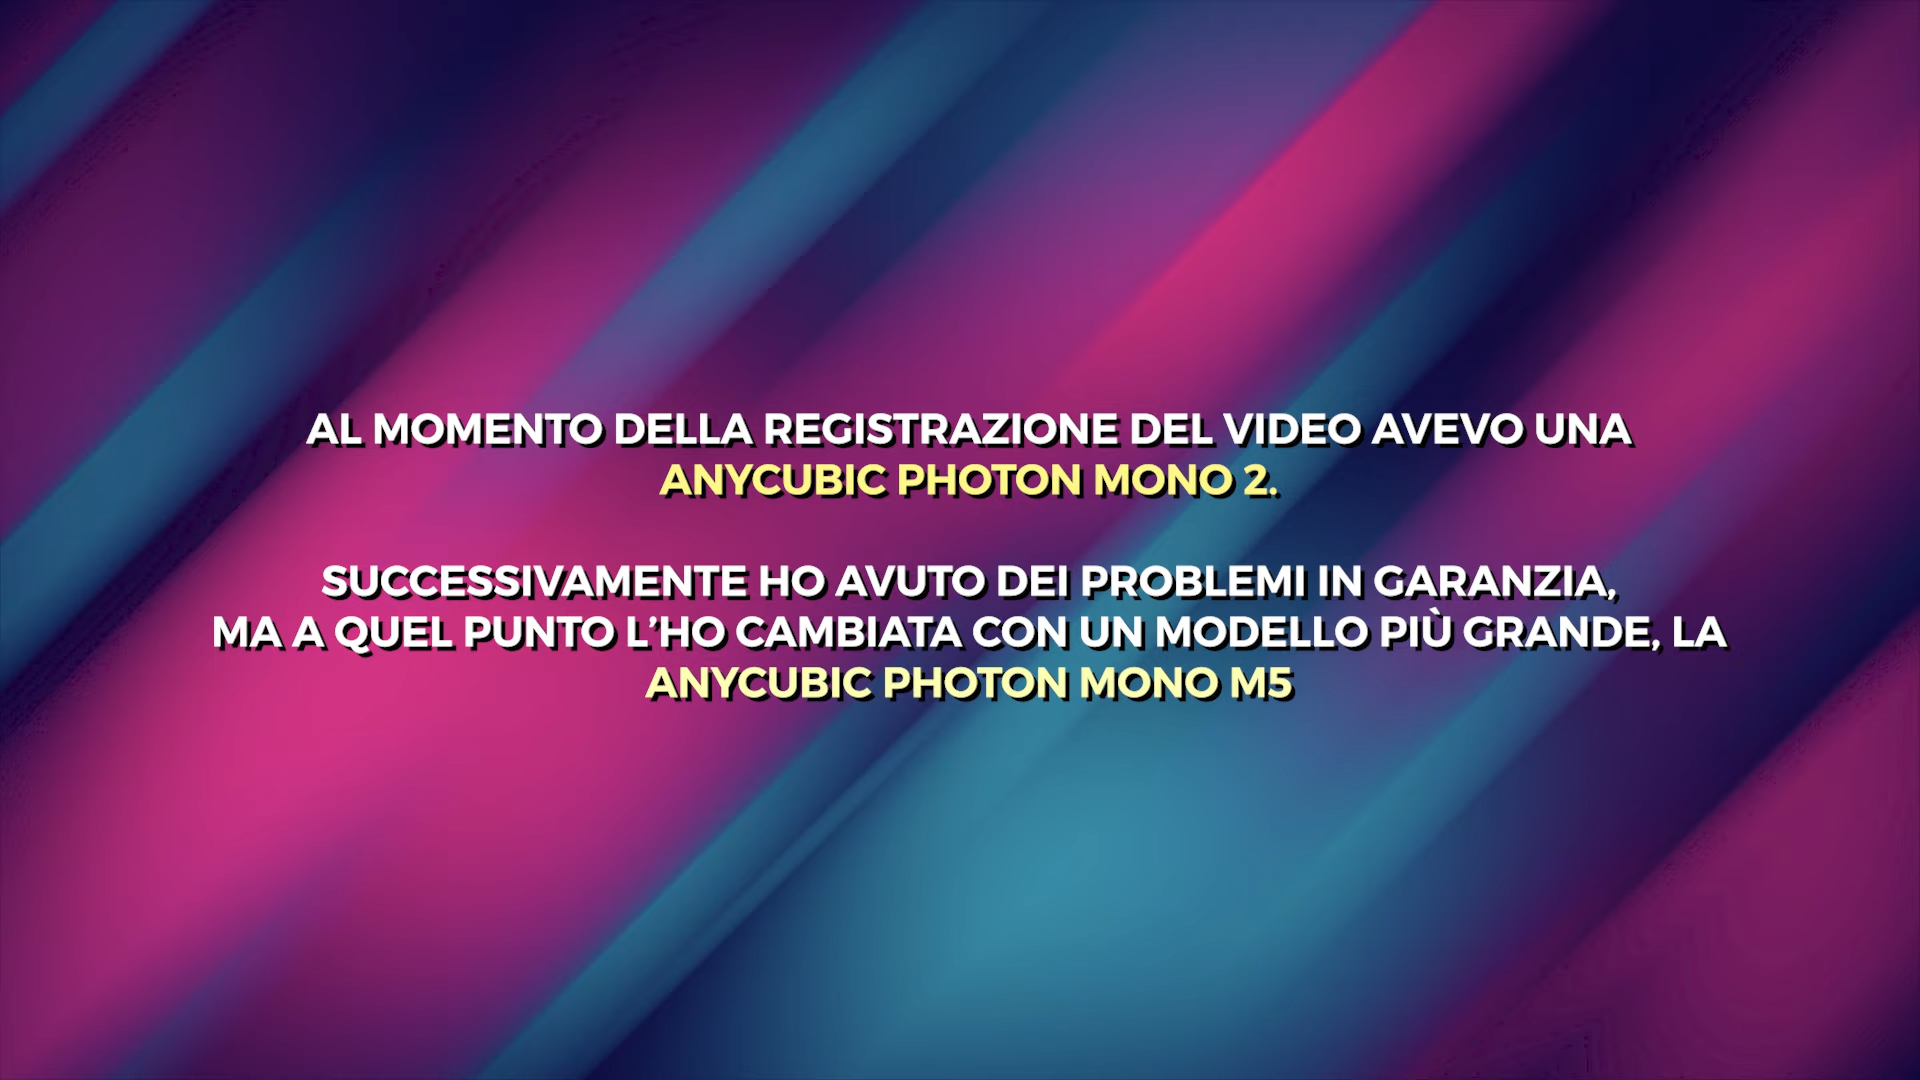 AL MOMENTO DELLA REGISTRAZIONE DEL VIDEO AVEVO UNA
ANYCUBIC PHOTON MONO 2.
SUCCESSIVAMENTE HO AVUTO DEI PROBLEMI IN GARANZIA,
MA A QUEL PUNTO L’HO CAMBIATA CON UN MODELLO PIÙ GRANDE, LA
ANYCUBIC PHOTON MONO M5